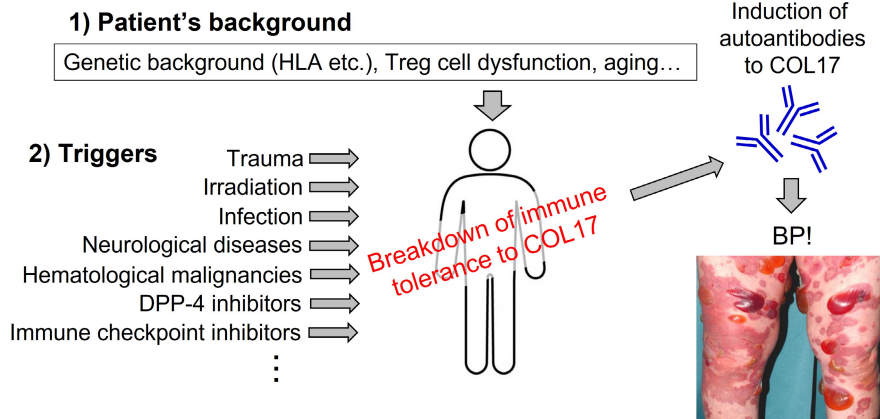 1) Patient's background
Genetic background (HLA etc.), Treg cell dysfunction, aging…
2) Triggers
Trauma
Irradiation
Infection
Neurological diseases
Hematological malignancies
DPP-4 inhibitors
Immune checkpoint inhibitors
⋮
Breakdown of immune
tolerance to COL17
Induction of
autoantibodies
to COL17
BP!